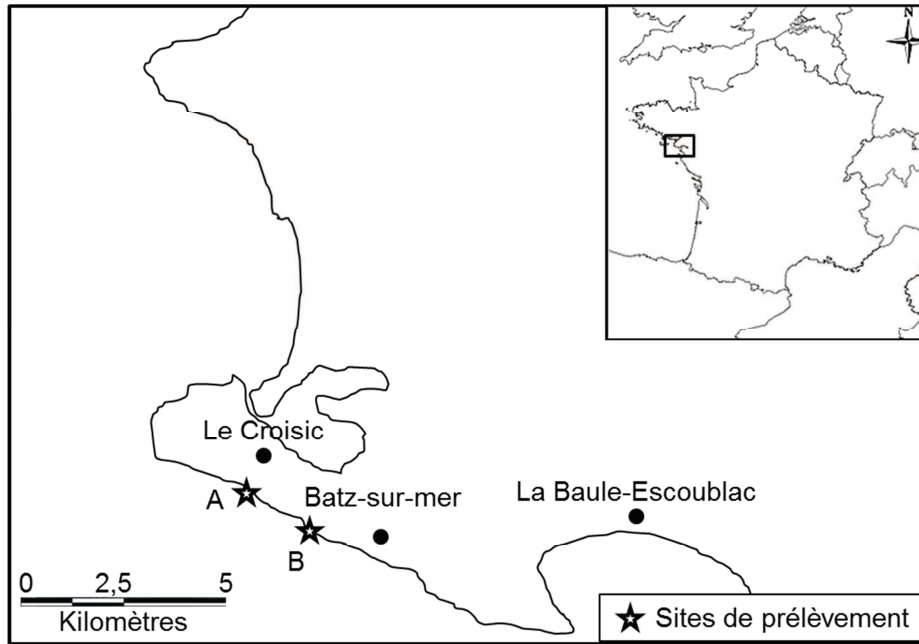 N
Le Croisic
A
Batz-sur-mer
La Baule-Escoublac
B
0 2,5 5
Kilomètres
Sites de prélèvement